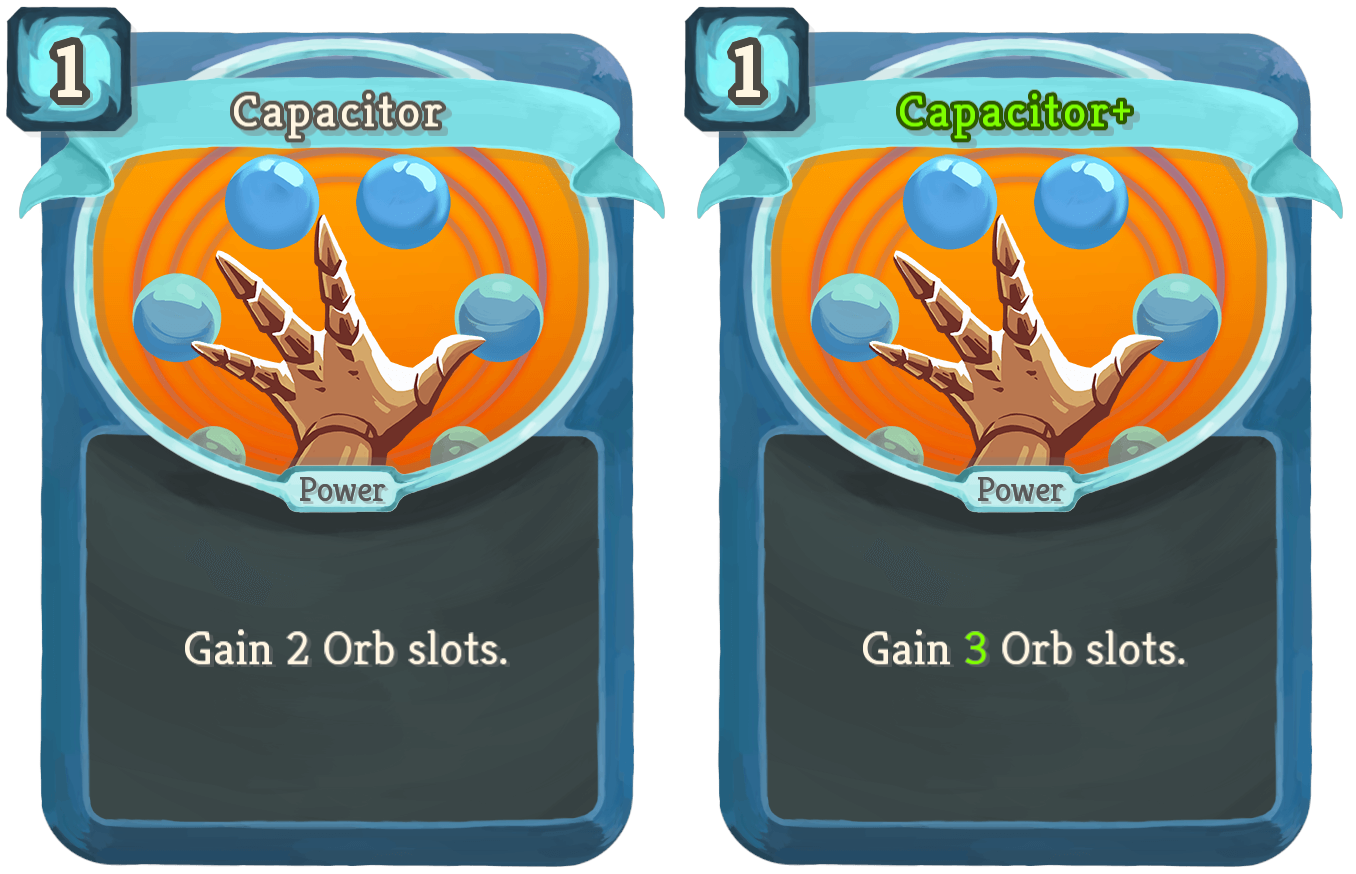 1
Capacitor
Power
Gain 2 Orb slots.
1
Capacitor+
Power
Gain 3 Orb slots.